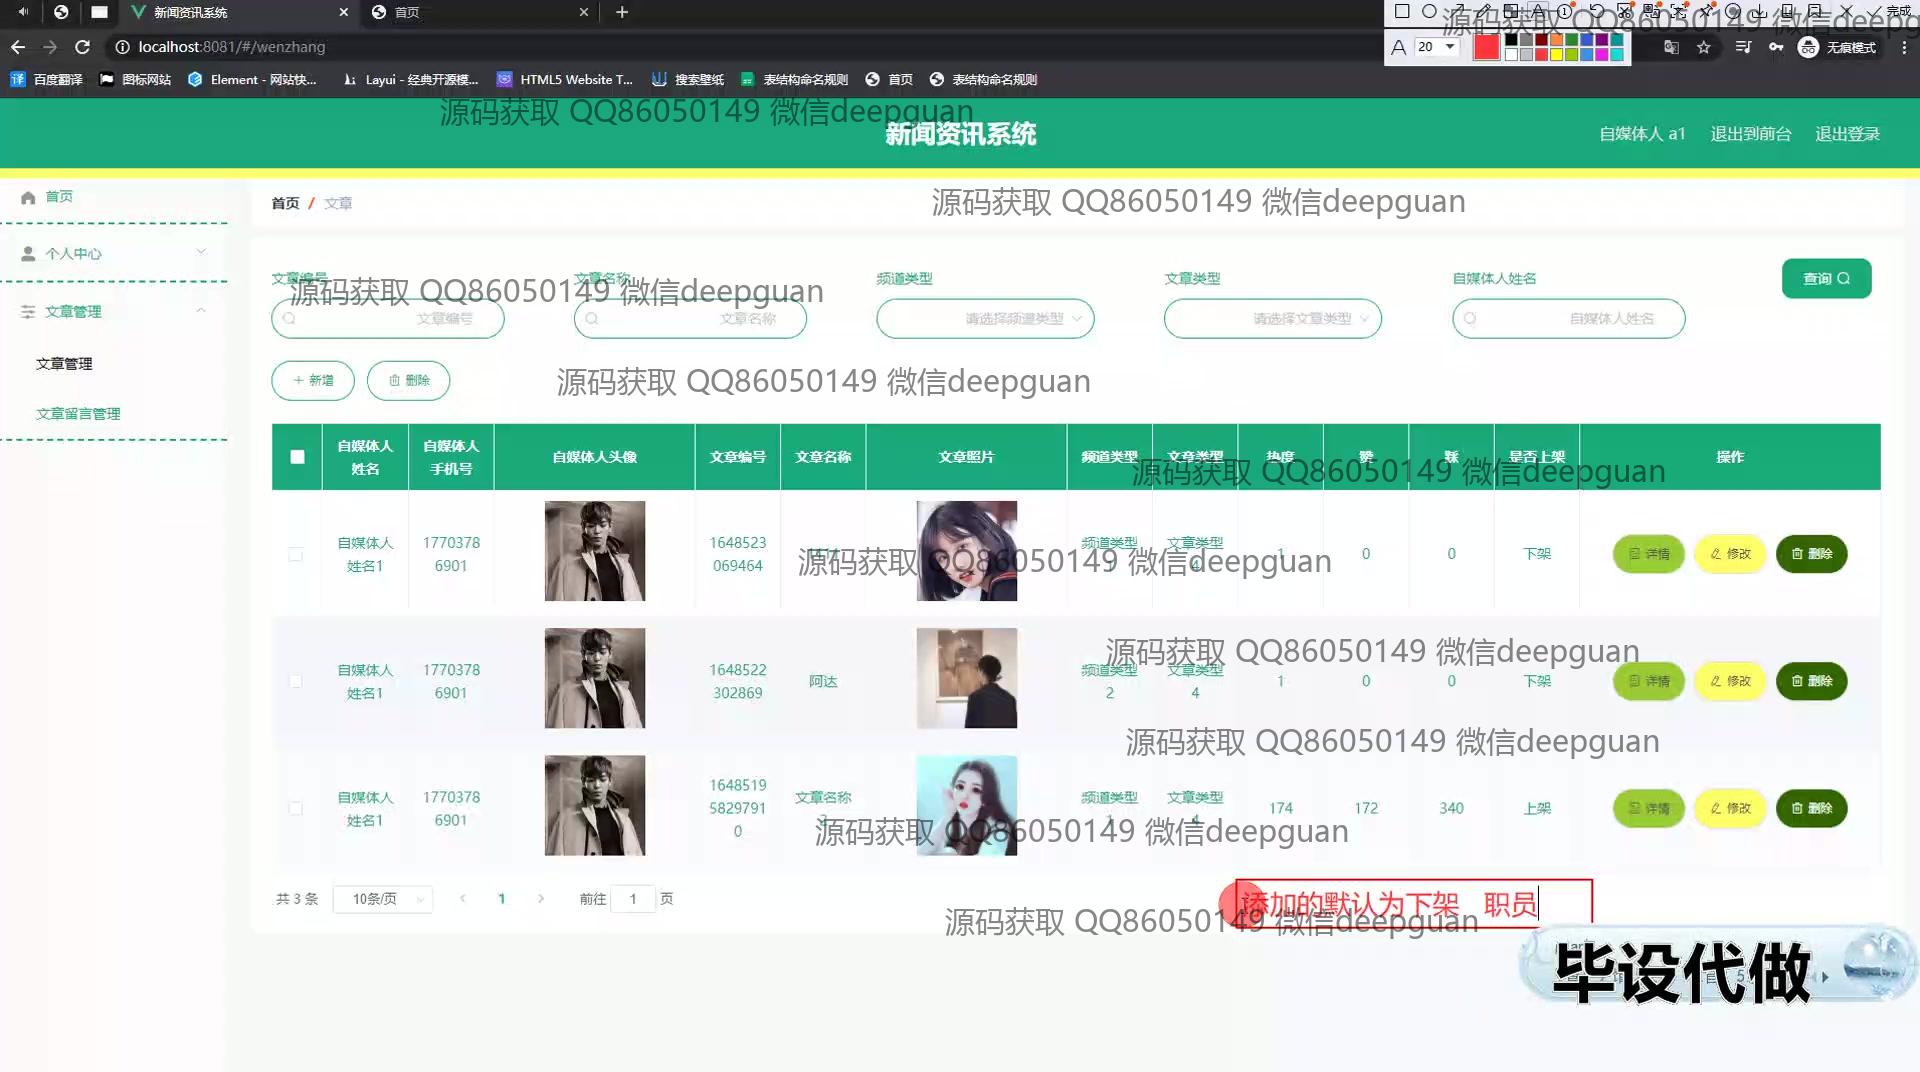 新闻资讯系统
首页
完成
localhost:8081/#/wenzhang
A 20
无痕模式
百度翻译 图标网站 Element - 网站快... Layui - 经典开源模... HTML5 Website T... 搜索壁纸 表结构命名规则 首页 表结构命名规则
源码获取 QQ86050149 微信deepguan
新闻资讯系统
自媒体人 a1 退出到前台 退出登录
首页
首页 / 文章
源码获取 QQ86050149 微信deepguan
个人中心
文章编号 文章名称 频道类型 文章类型 自媒体人姓名
查询
源码获取 QQ86050149 微信deepguan
文章管理
文章编号 文章名称 请选择频道类型 请选择文章类型 自媒体人姓名
文章管理
新增 删除
源码获取 QQ86050149 微信deepguan
文章留言管理
自媒体人姓名 自媒体人手机号 自媒体人头像 文章编号 文章名称 文章照片 频道类型 文章类型 热度 赞 踩 是否上架 操作
源码获取 QQ86050149 微信deepguan
自媒体人姓名1 17703786901 1648523069464 频道类型 文章类型4 1 0 0 下架 详情 修改 删除
源码获取 QQ86050149 微信deepguan
源码获取 QQ86050149 微信deepguan
自媒体人姓名1 17703786901 1648522302869 阿达 频道类型2 文章类型4 1 0 0 下架 详情 修改 删除
源码获取 QQ86050149 微信deepguan
自媒体人姓名1 17703786901 164851958297910 文章名称 频道类型 文章类型 174 172 340 上架 详情 修改 删除
源码获取 QQ86050149 微信deepguan
共 3 条 10条/页 1 前往 1 页
添加的默认为下架 职员
源码获取 QQ86050149 微信deepguan
毕设代做